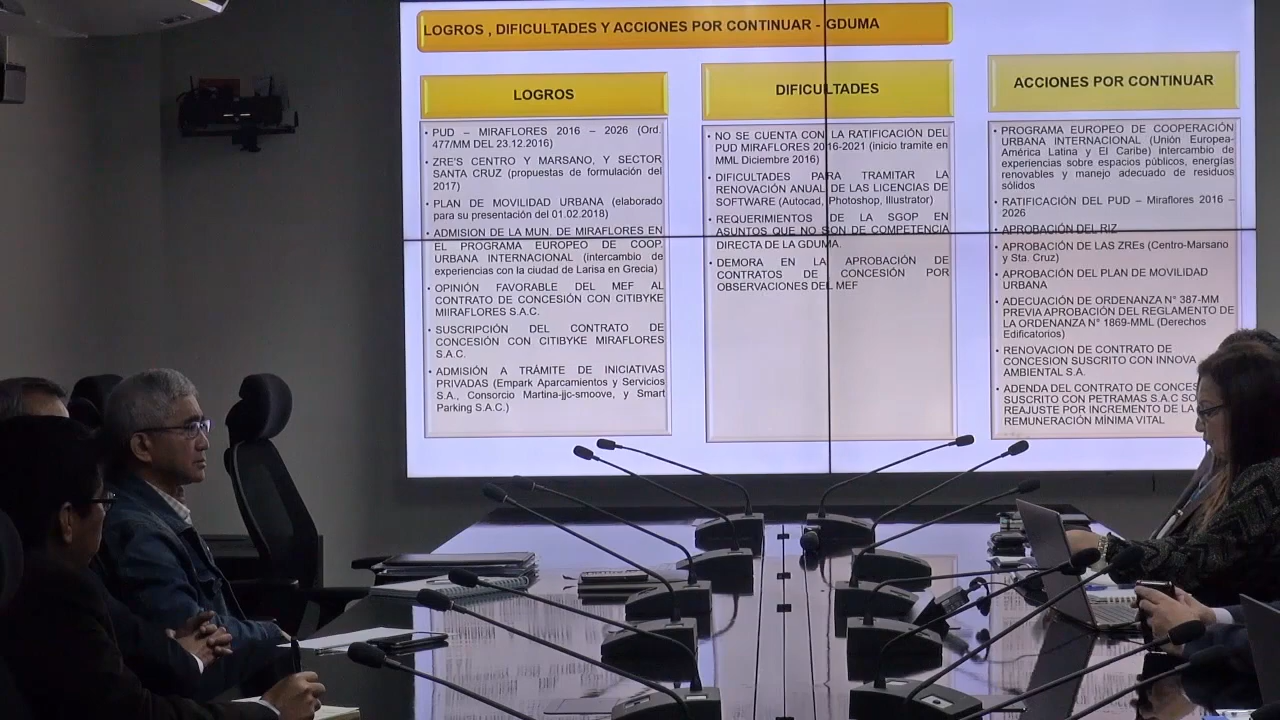 LOGROS , DIFICULTADES Y ACCIONES POR CONTINUAR - GDUMA
LOGROS
• PUD – MIRAFLORES 2016 – 2026 (Ord.
477/MM DEL 23.12.2016)
• ZRE'S CENTRO Y MARSANO, Y SECTOR
SANTA CRUZ (propuestas de formulación del
2017)
• PLAN DE MOVILIDAD URBANA (elaborado
para su presentación del 01.02.2018)
• ADMISION DE LA MUN. DE MIRAFLORES EN
EL PROGRAMA EUROPEO DE COOP.
URBANA INTERNACIONAL (intercambio de
experiencias con la ciudad de Larisa en Grecia)
• OPINIÓN FAVORABLE DEL MEF AL
CONTRATO DE CONCESIÓN CON CITIBYKE
MIIRAFLORES S.A.C.
• SUSCRIPCIÓN DEL CONTRATO DE
CONCESIÓN CON CITIBYKE MIRAFLORES
S.A.C.
• ADMISIÓN A TRÁMITE DE INICIATIVAS
PRIVADAS (Empark Aparcamientos y Servicios
S.A., Consorcio Martina-jjc-smoove, y Smart
Parking S.A.C.)
DIFICULTADES
• NO SE CUENTA CON LA RATIFICACIÓN DEL
PUD MIRAFLORES 2016-2021 (inicio tramite en
MML Diciembre 2016)
• DIFICULTADES PARA TRAMITAR LA
RENOVACIÓN ANUAL DE LAS LICENCIAS DE
SOFTWARE (Autocad, Photoshop, Illustrator)
• REQUERIMIENTOS DE LA SGOP EN
ASUNTOS QUE NO SON DE COMPETENCIA
DIRECTA DE LA GDUMA.
• DEMORA EN LA APROBACIÓN DE
CONTRATOS DE CONCESIÓN POR
OBSERVACIONES DEL MEF
ACCIONES POR CONTINUAR
• PROGRAMA EUROPEO DE COOPERACIÓN
URBANA INTERNACIONAL (Unión Europea-
América Latina y El Caribe) intercambio de
experiencias sobre espacios públicos, energías
renovables y manejo adecuado de residuos
sólidos
• RATIFICACIÓN DEL PUD – Miraflores 2016 –
2026
• APROBACIÓN DEL RIZ
• APROBACIÓN DE LAS ZREs (Centro-Marsano
y Sta. Cruz)
• APROBACIÓN DEL PLAN DE MOVILIDAD
URBANA
• ADECUACIÓN DE ORDENANZA N° 387-MM
PREVIA APROBACIÓN DEL REGLAMENTO DE
LA ORDENANZA N° 1869-MML (Derechos
Edificatorios)
• RENOVACION DE CONTRATO DE
CONCESION SUSCRITO CON INNOVA
AMBIENTAL S.A.
• ADENDA DEL CONTRATO DE CONCES
SUSCRITO CON PETRAMAS S.A.C SO
REAJUSTE POR INCREMENTO DE LA
REMUNERACIÓN MÍNIMA VITAL